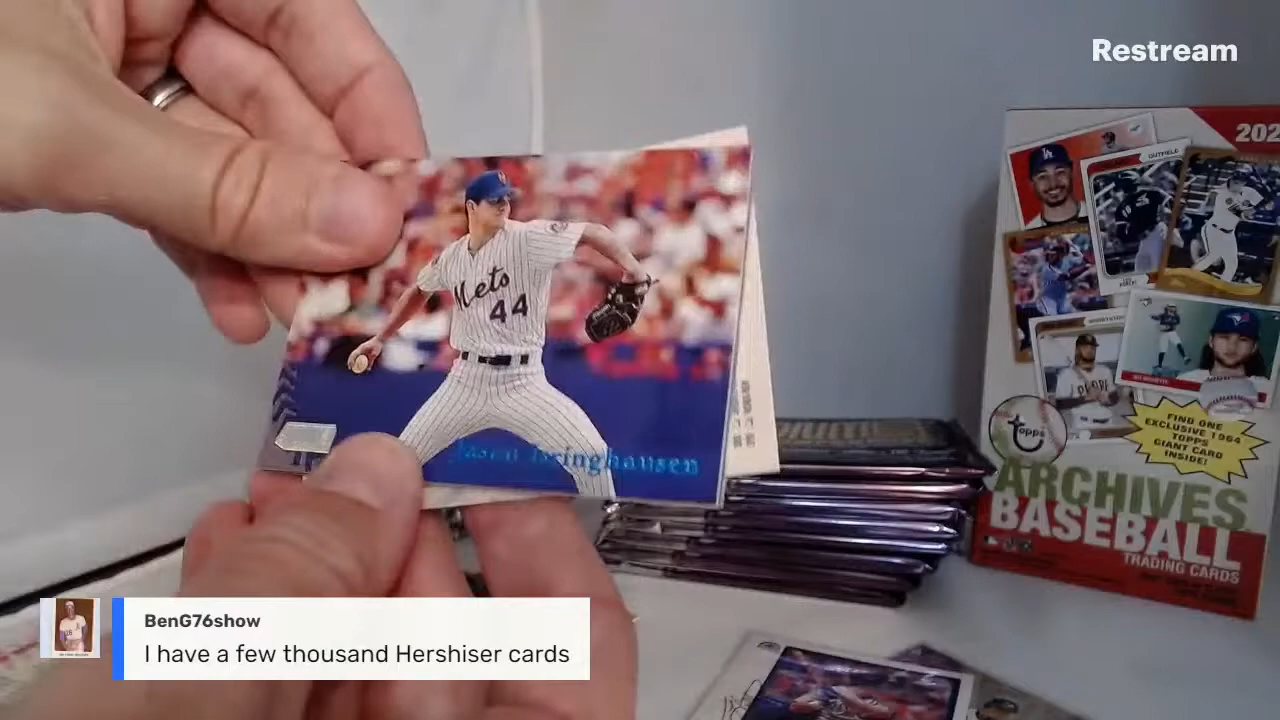 Restream
202
OUTFIELD
Mets
44
Jason Isringhausen
Topps
FIND ONE
EXCLUSIVE 1964
TOPPS
GIANT CARD
INSIDE!
ARCHIVES
BASEBALL
TRADING CARDS
BenG76show
I have a few thousand Hershiser cards